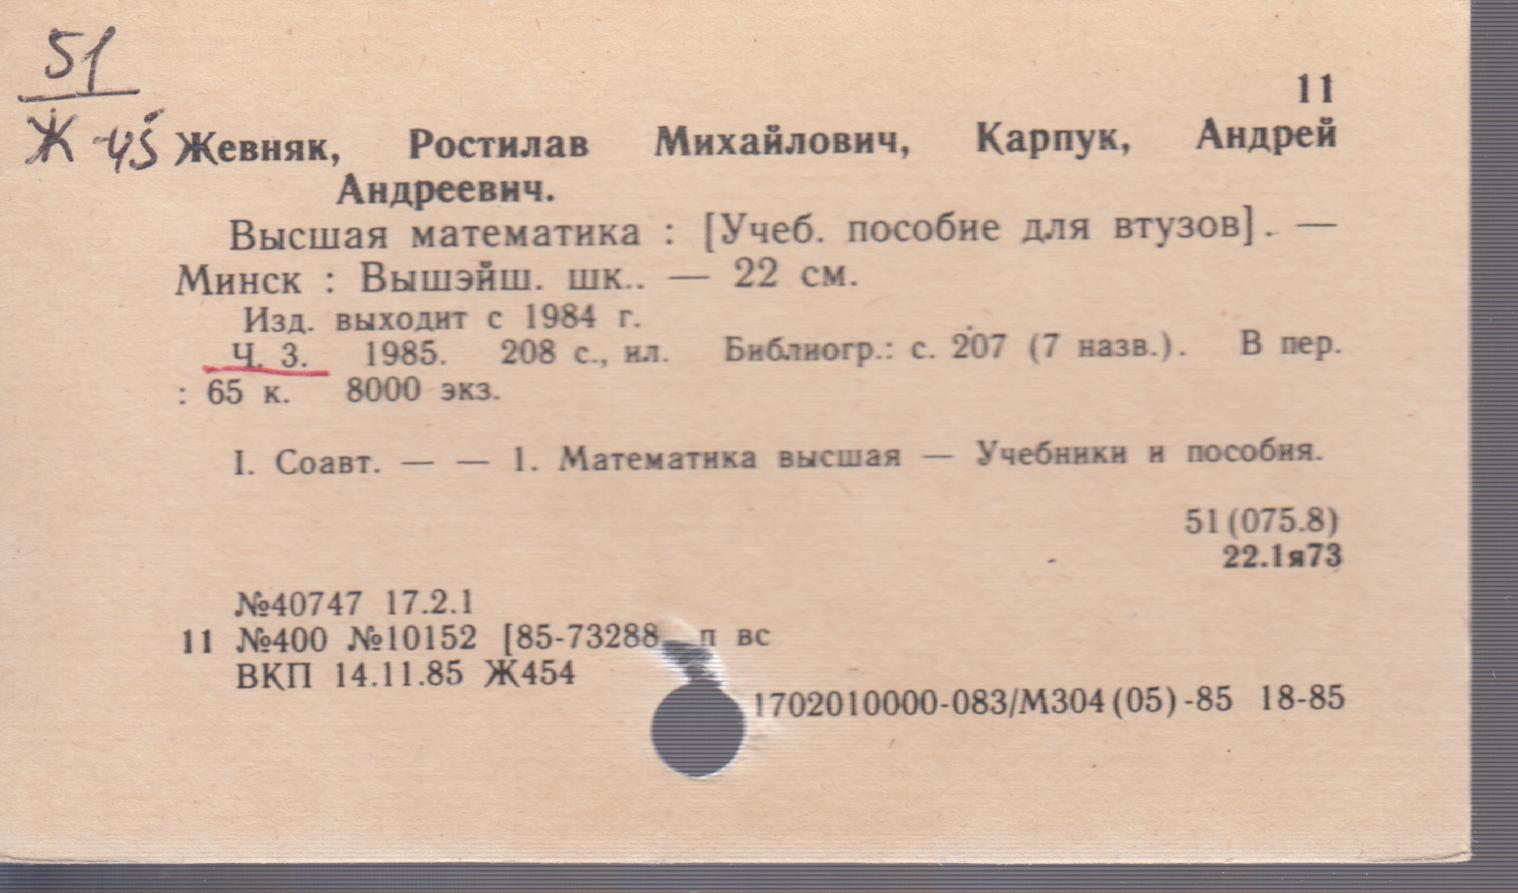 51
11
Ж-45 Жевняк, Ростилав Михайлович, Карпук, Андрей
Андреевич.
Высшая математика : [Учеб. пособие для втузов]. —
Минск : Вышэйш. шк.. — 22 см.
Изд. выходит с 1984 г.
Ч. 3. 1985. 208 с., ил. Библиогр.: с. 207 (7 назв.). В пер.
: 65 к. 8000 экз.
I. Соавт. — — 1. Математика высшая — Учебники и пособия.
51(075.8)
22.1я73
№40747 17.2.1
11 №400 №10152 [85-73288 п вс
ВКП 14.11.85 Ж454
1702010000-083/М304(05)-85 18-85